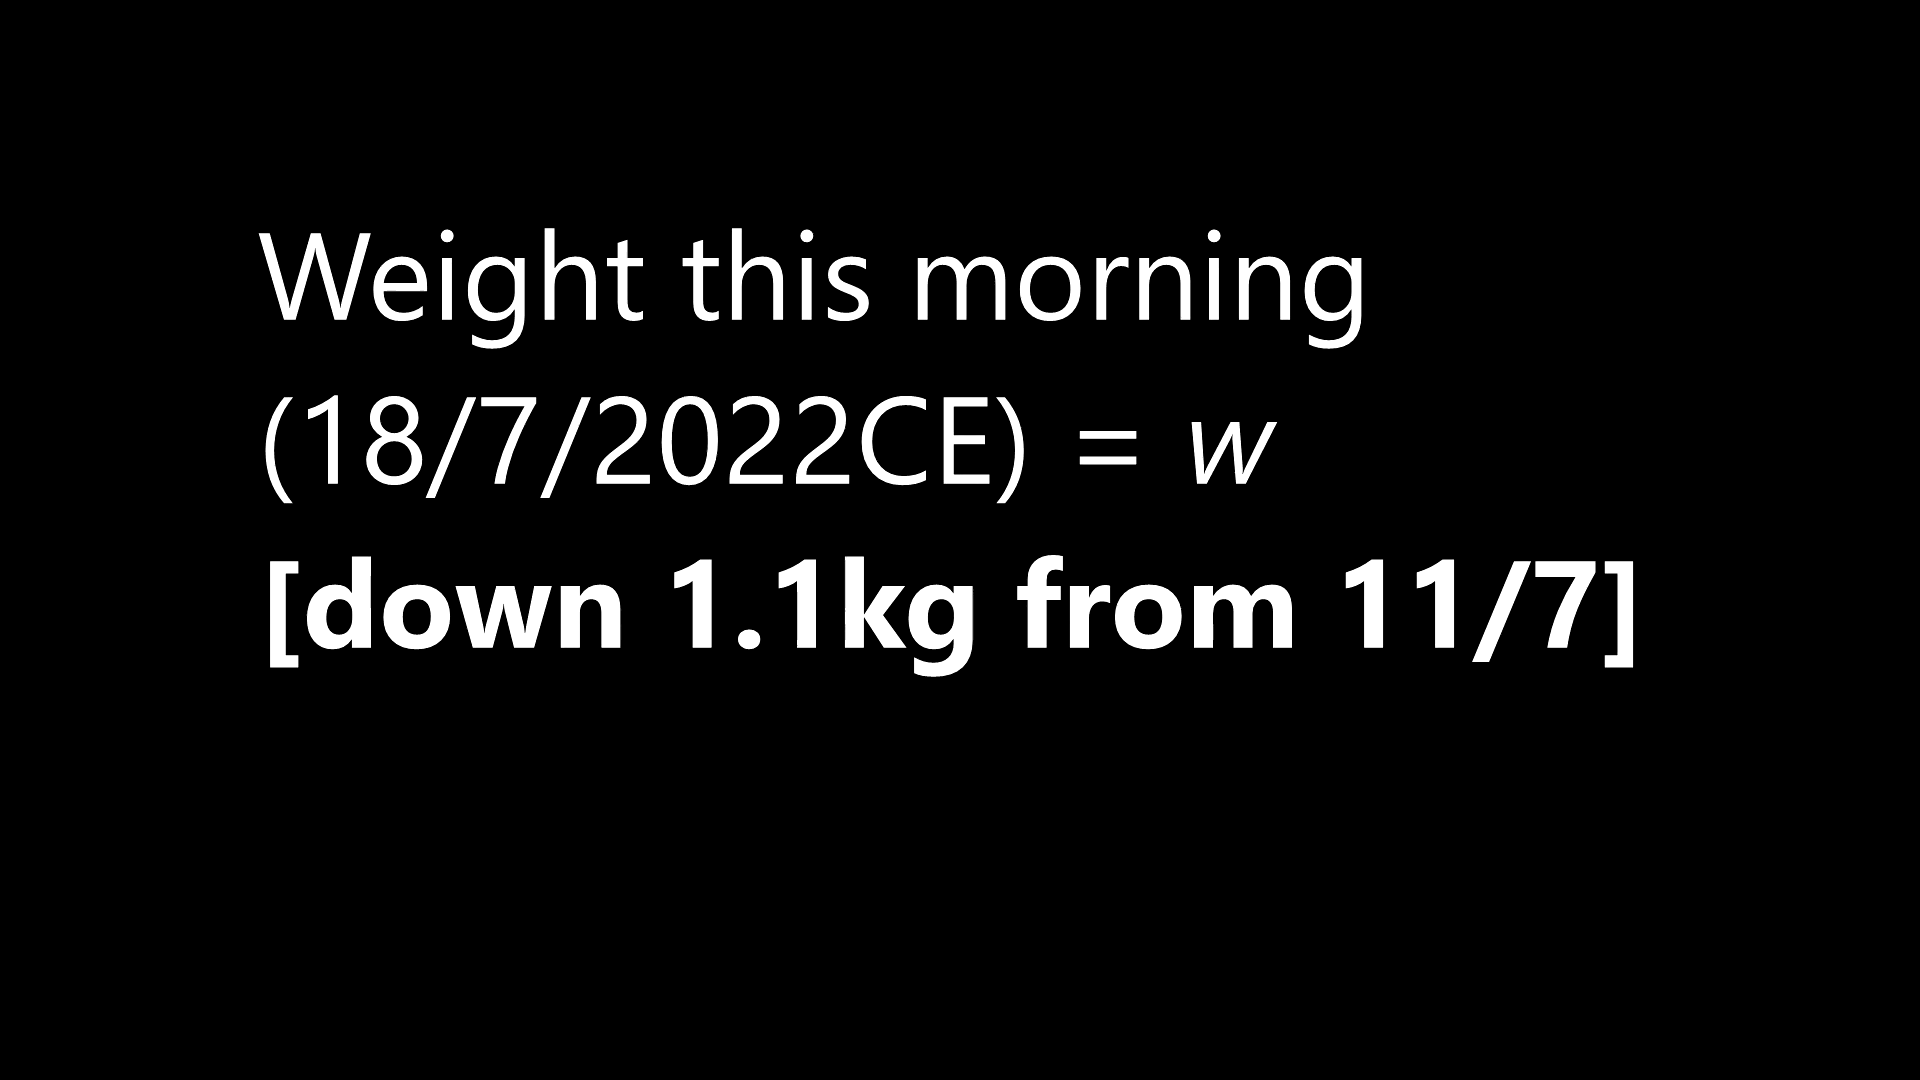 Weight this morning
(18/7/2022CE) = w
[down 1.1kg from 11/7]